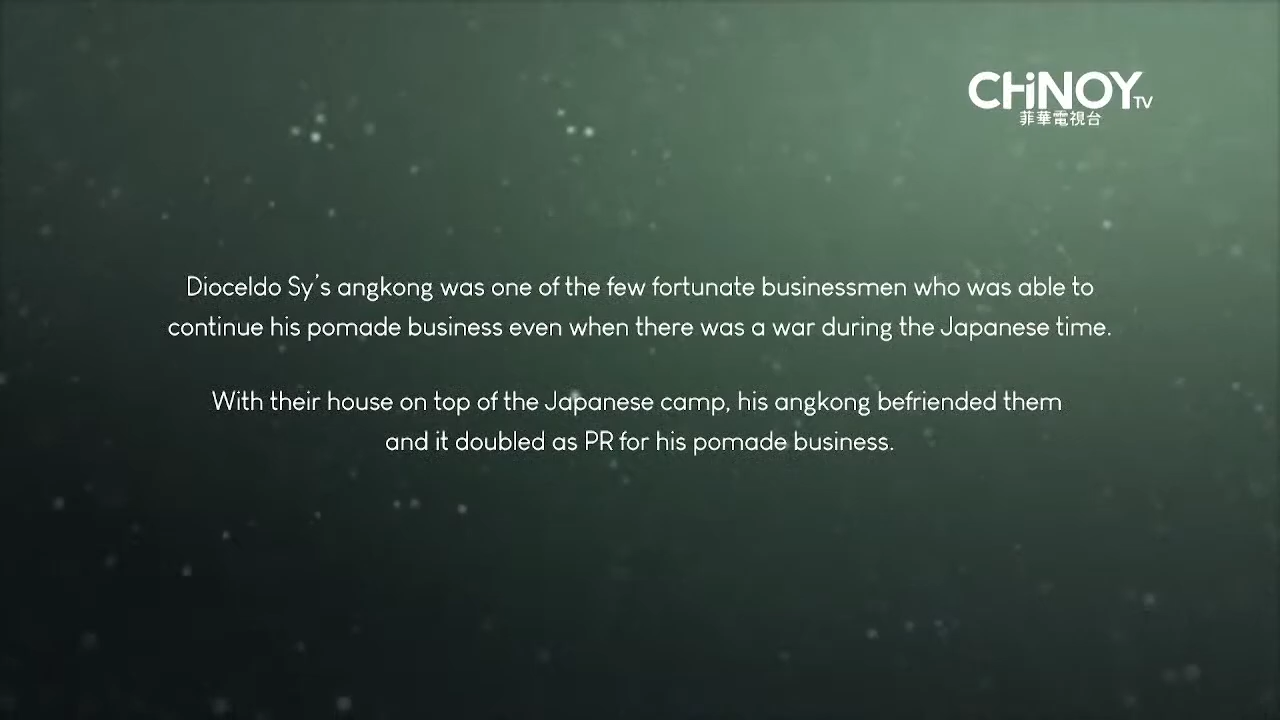 CHiNOY TV
菲華電視台
Dioceldo Sy's angkong was one of the few fortunate businessmen who was able to
continue his pomade business even when there was a war during the Japanese time.
With their house on top of the Japanese camp, his angkong befriended them
and it doubled as PR for his pomade business.